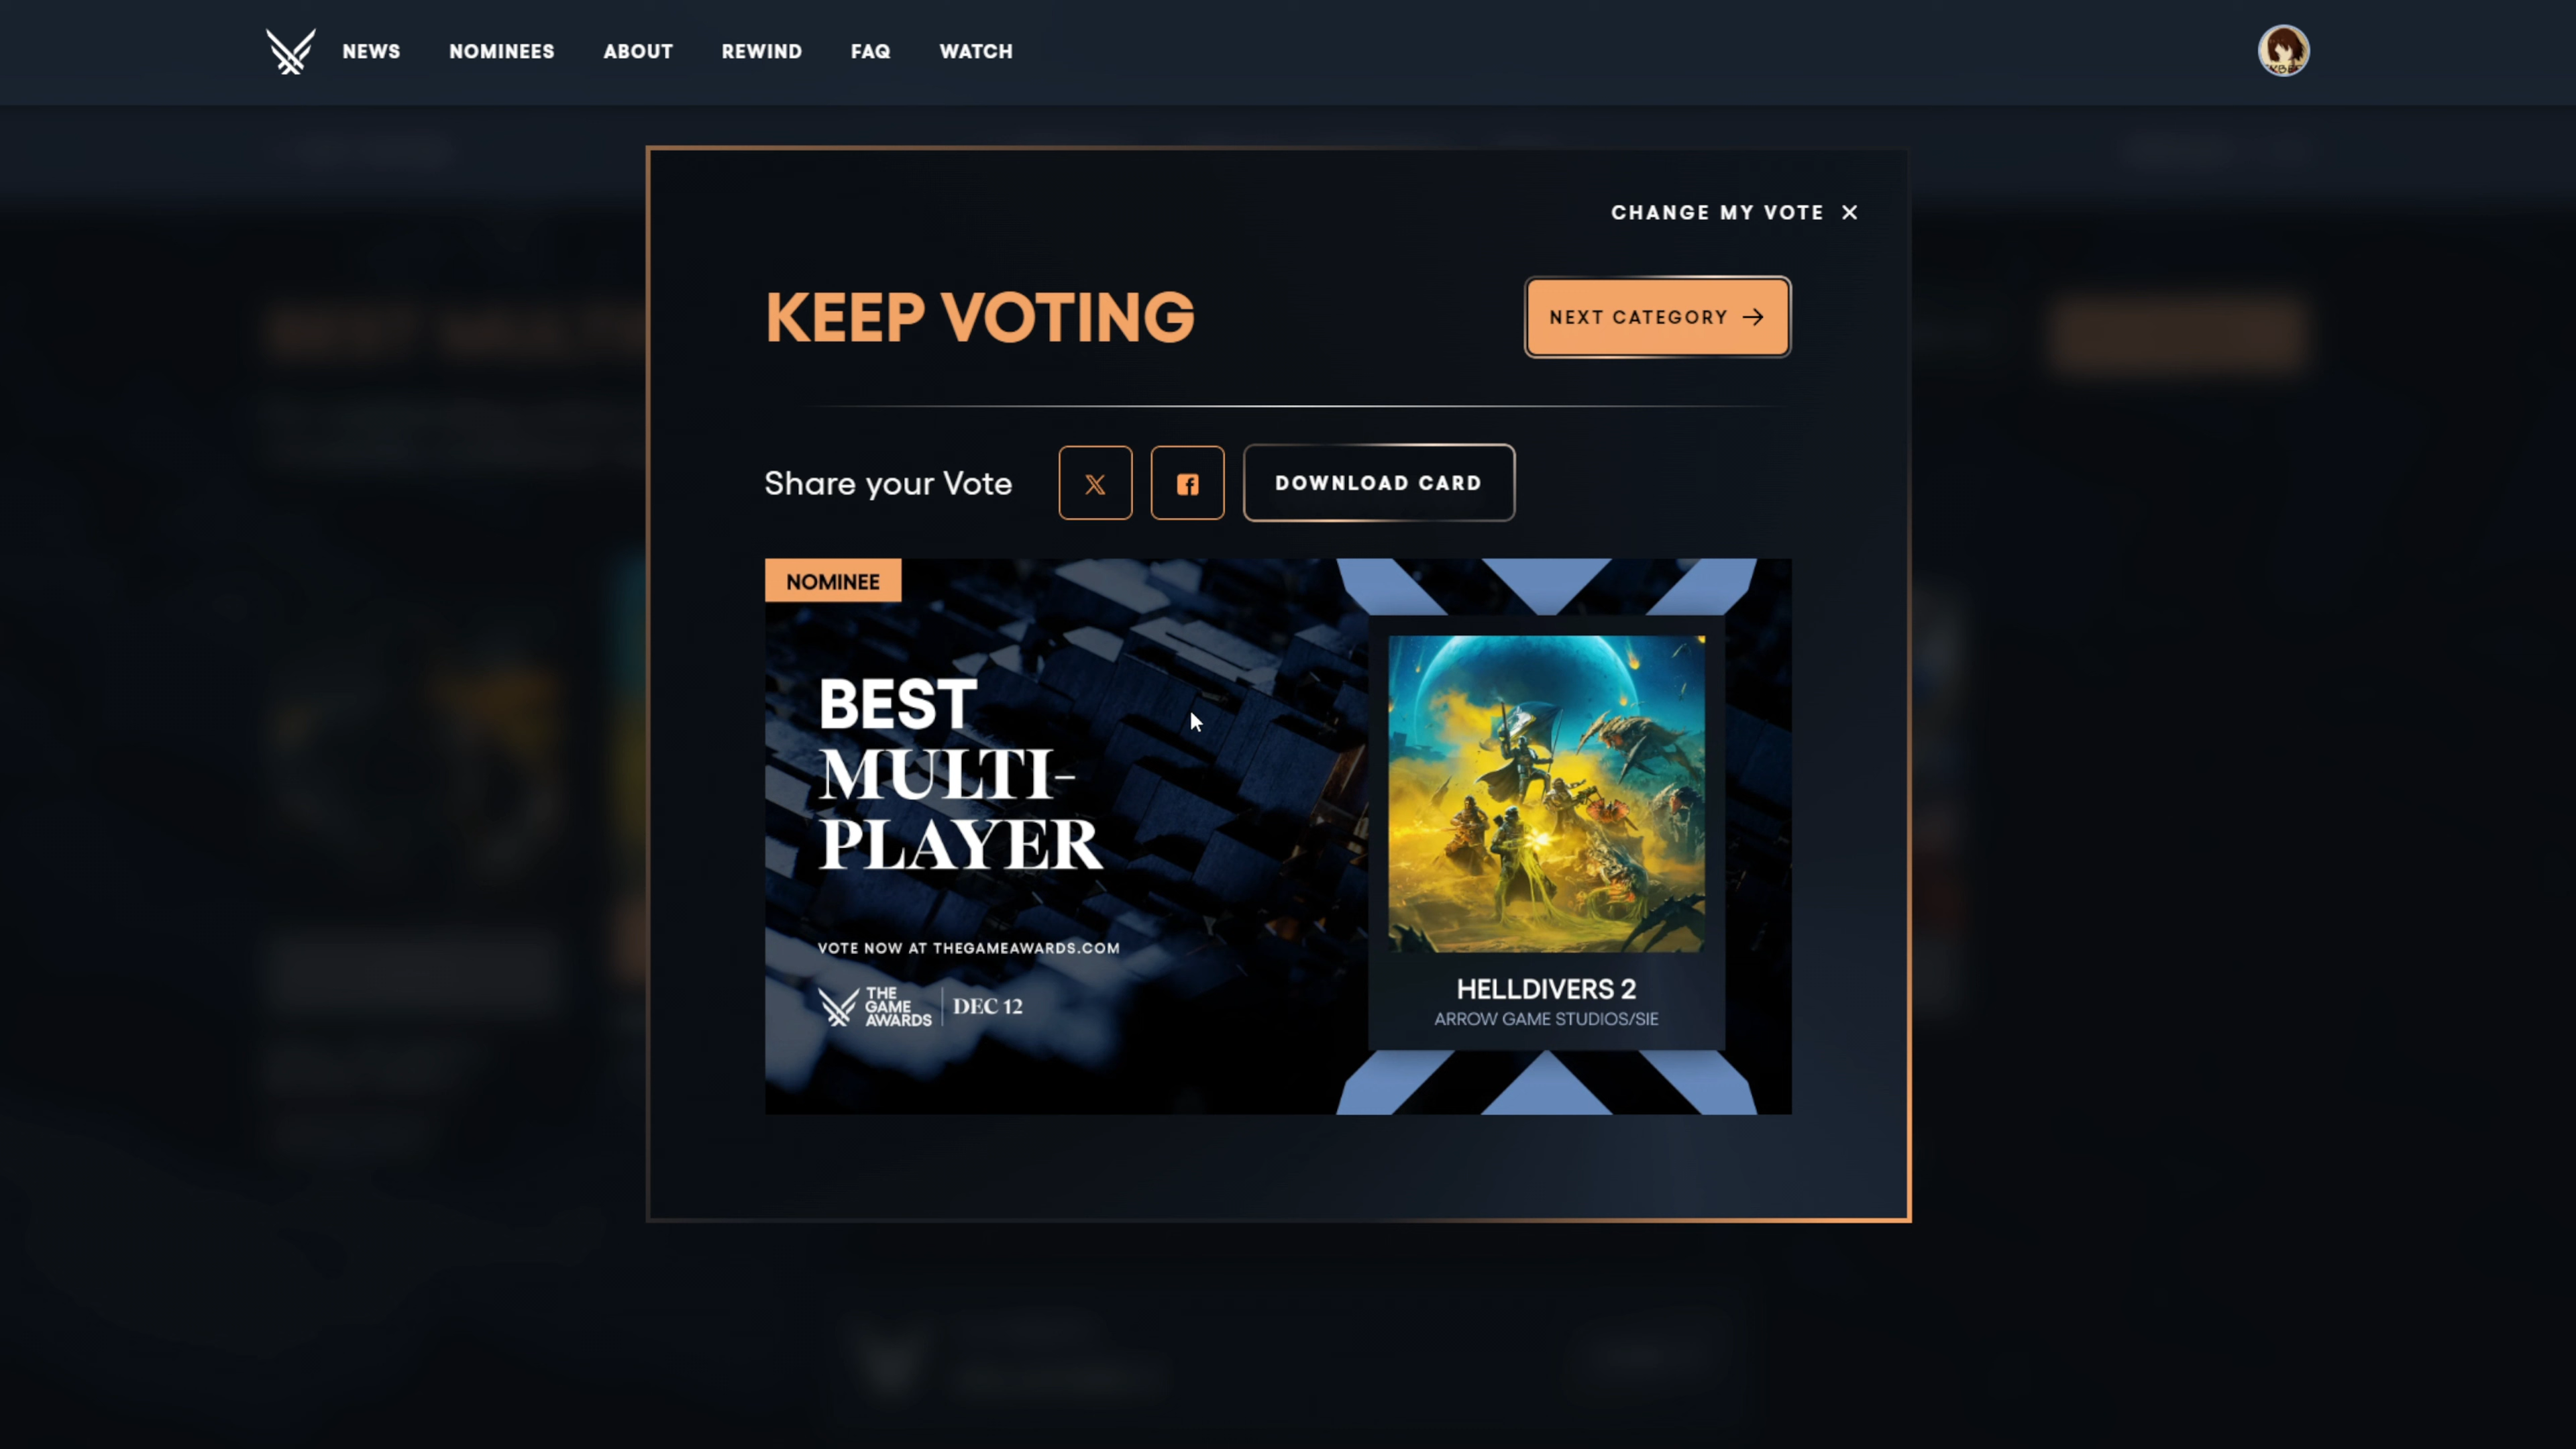 NEWS NOMINEES ABOUT REWIND FAQ WATCH
CHANGE MY VOTE
KEEP VOTING
NEXT CATEGORY
Share your Vote
DOWNLOAD CARD
NOMINEE
BEST
MULTI-
PLAYER
VOTE NOW AT THEGAMEAWARDS.COM
THE
GAME
AWARDS
DEC 12
HELLDIVERS 2
ARROW GAME STUDIOS/SIE